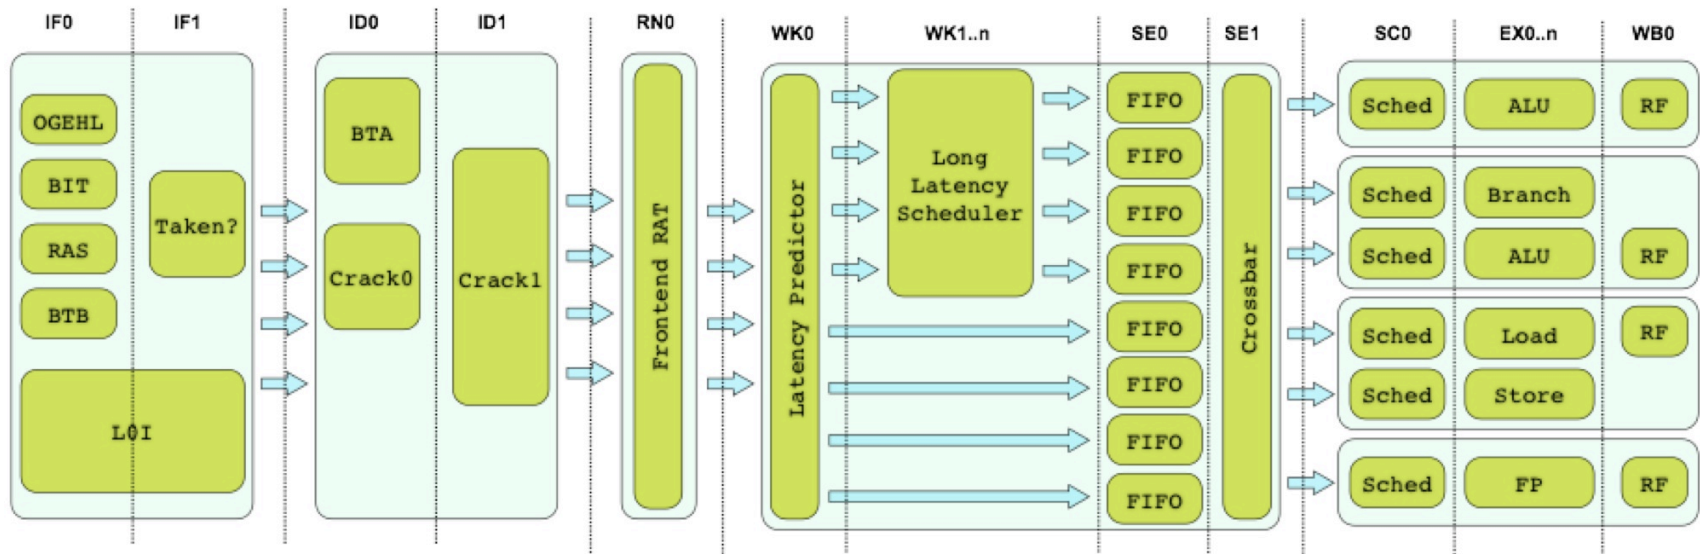 IF0
IF1
ID0
ID1
RN0
WK0
WK1..n
SE0
SE1
SC0
EX0..n
WB0
OGEHL
BIT
RAS
BTB
L0I
Taken?
BTA
Crack0
Crack1
Frontend RAT
Latency Predictor
Long
Latency
Scheduler
FIFO
FIFO
FIFO
FIFO
FIFO
FIFO
FIFO
FIFO
Crossbar
Sched
ALU
RF
Sched
Branch
Sched
ALU
RF
Sched
Load
RF
Sched
Store
Sched
FP
RF